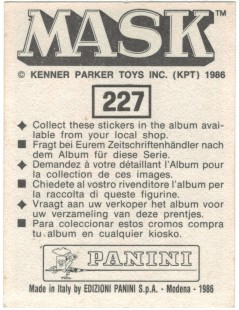 MASK™
© KENNER PARKER TOYS INC. (KPT) 1986
227
◆ Collect these stickers in the album avai-
lable from your local shop.
■ Fragt bei Eurem Zeitschriftenhändler nach
dem Album für diese Serie.
◆ Demandez à votre détaillant l'Album pour
la collection de ces images.
■ Chiedete al vostro rivenditore l'album per
la raccolta di queste figurine.
◆ Vraagt aan uw verkoper het album voor
uw verzameling van deze prentjes.
■ Para coleccionar estos cromos compra
album en cualquier kiosko.
PANINI
Made in Italy by EDIZIONI PANINI S.p.A. - Modena - 1986